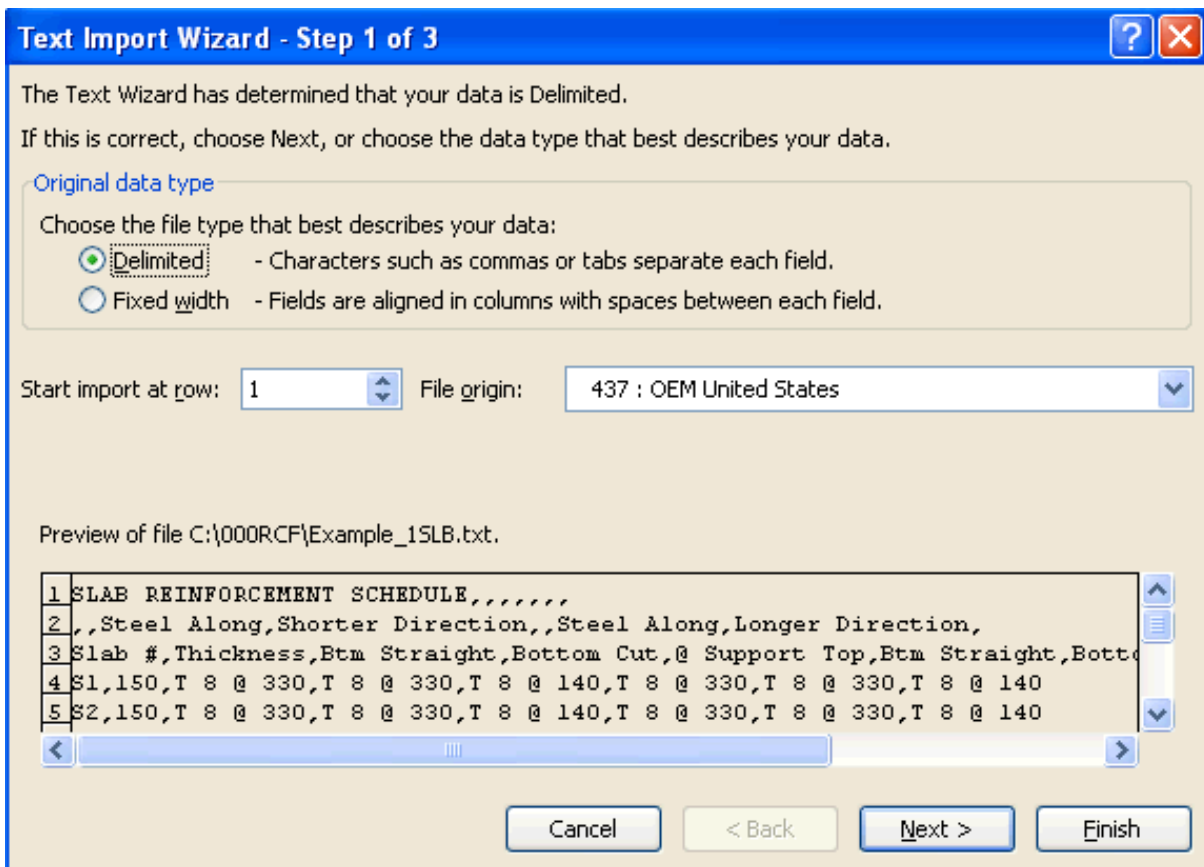 Text Import Wizard - Step 1 of 3
The Text Wizard has determined that your data is Delimited.
If this is correct, choose Next, or choose the data type that best describes your data.
Original data type
Choose the file type that best describes your data:
Delimited - Characters such as commas or tabs separate each field.
Fixed width - Fields are aligned in columns with spaces between each field.
Start import at row: 1 File origin: 437 : OEM United States
Preview of file C:\000RCF\Example_1SLB.txt.
1 SLAB REINFORCEMENT SCHEDULE,,,,,,,
2 ,,Steel Along,Shorter Direction,,Steel Along,Longer Direction,
3 Slab #,Thickness,Btm Straight,Bottom Cut,@ Support Top,Btm Straight,Botto
4 S1,150,T 8 @ 330,T 8 @ 330,T 8 @ 140,T 8 @ 330,T 8 @ 330,T 8 @ 140
5 S2,150,T 8 @ 330,T 8 @ 330,T 8 @ 140,T 8 @ 330,T 8 @ 330,T 8 @ 140
Cancel < Back Next > Finish